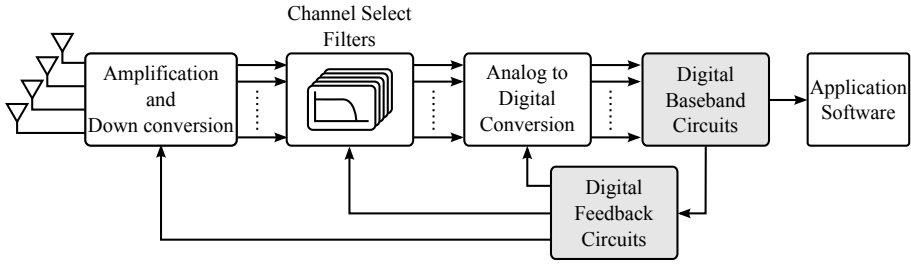 Channel Select
Filters
Amplification
and
Down conversion
Analog to
Digital
Conversion
Digital
Baseband
Circuits
Application
Software
Digital
Feedback
Circuits